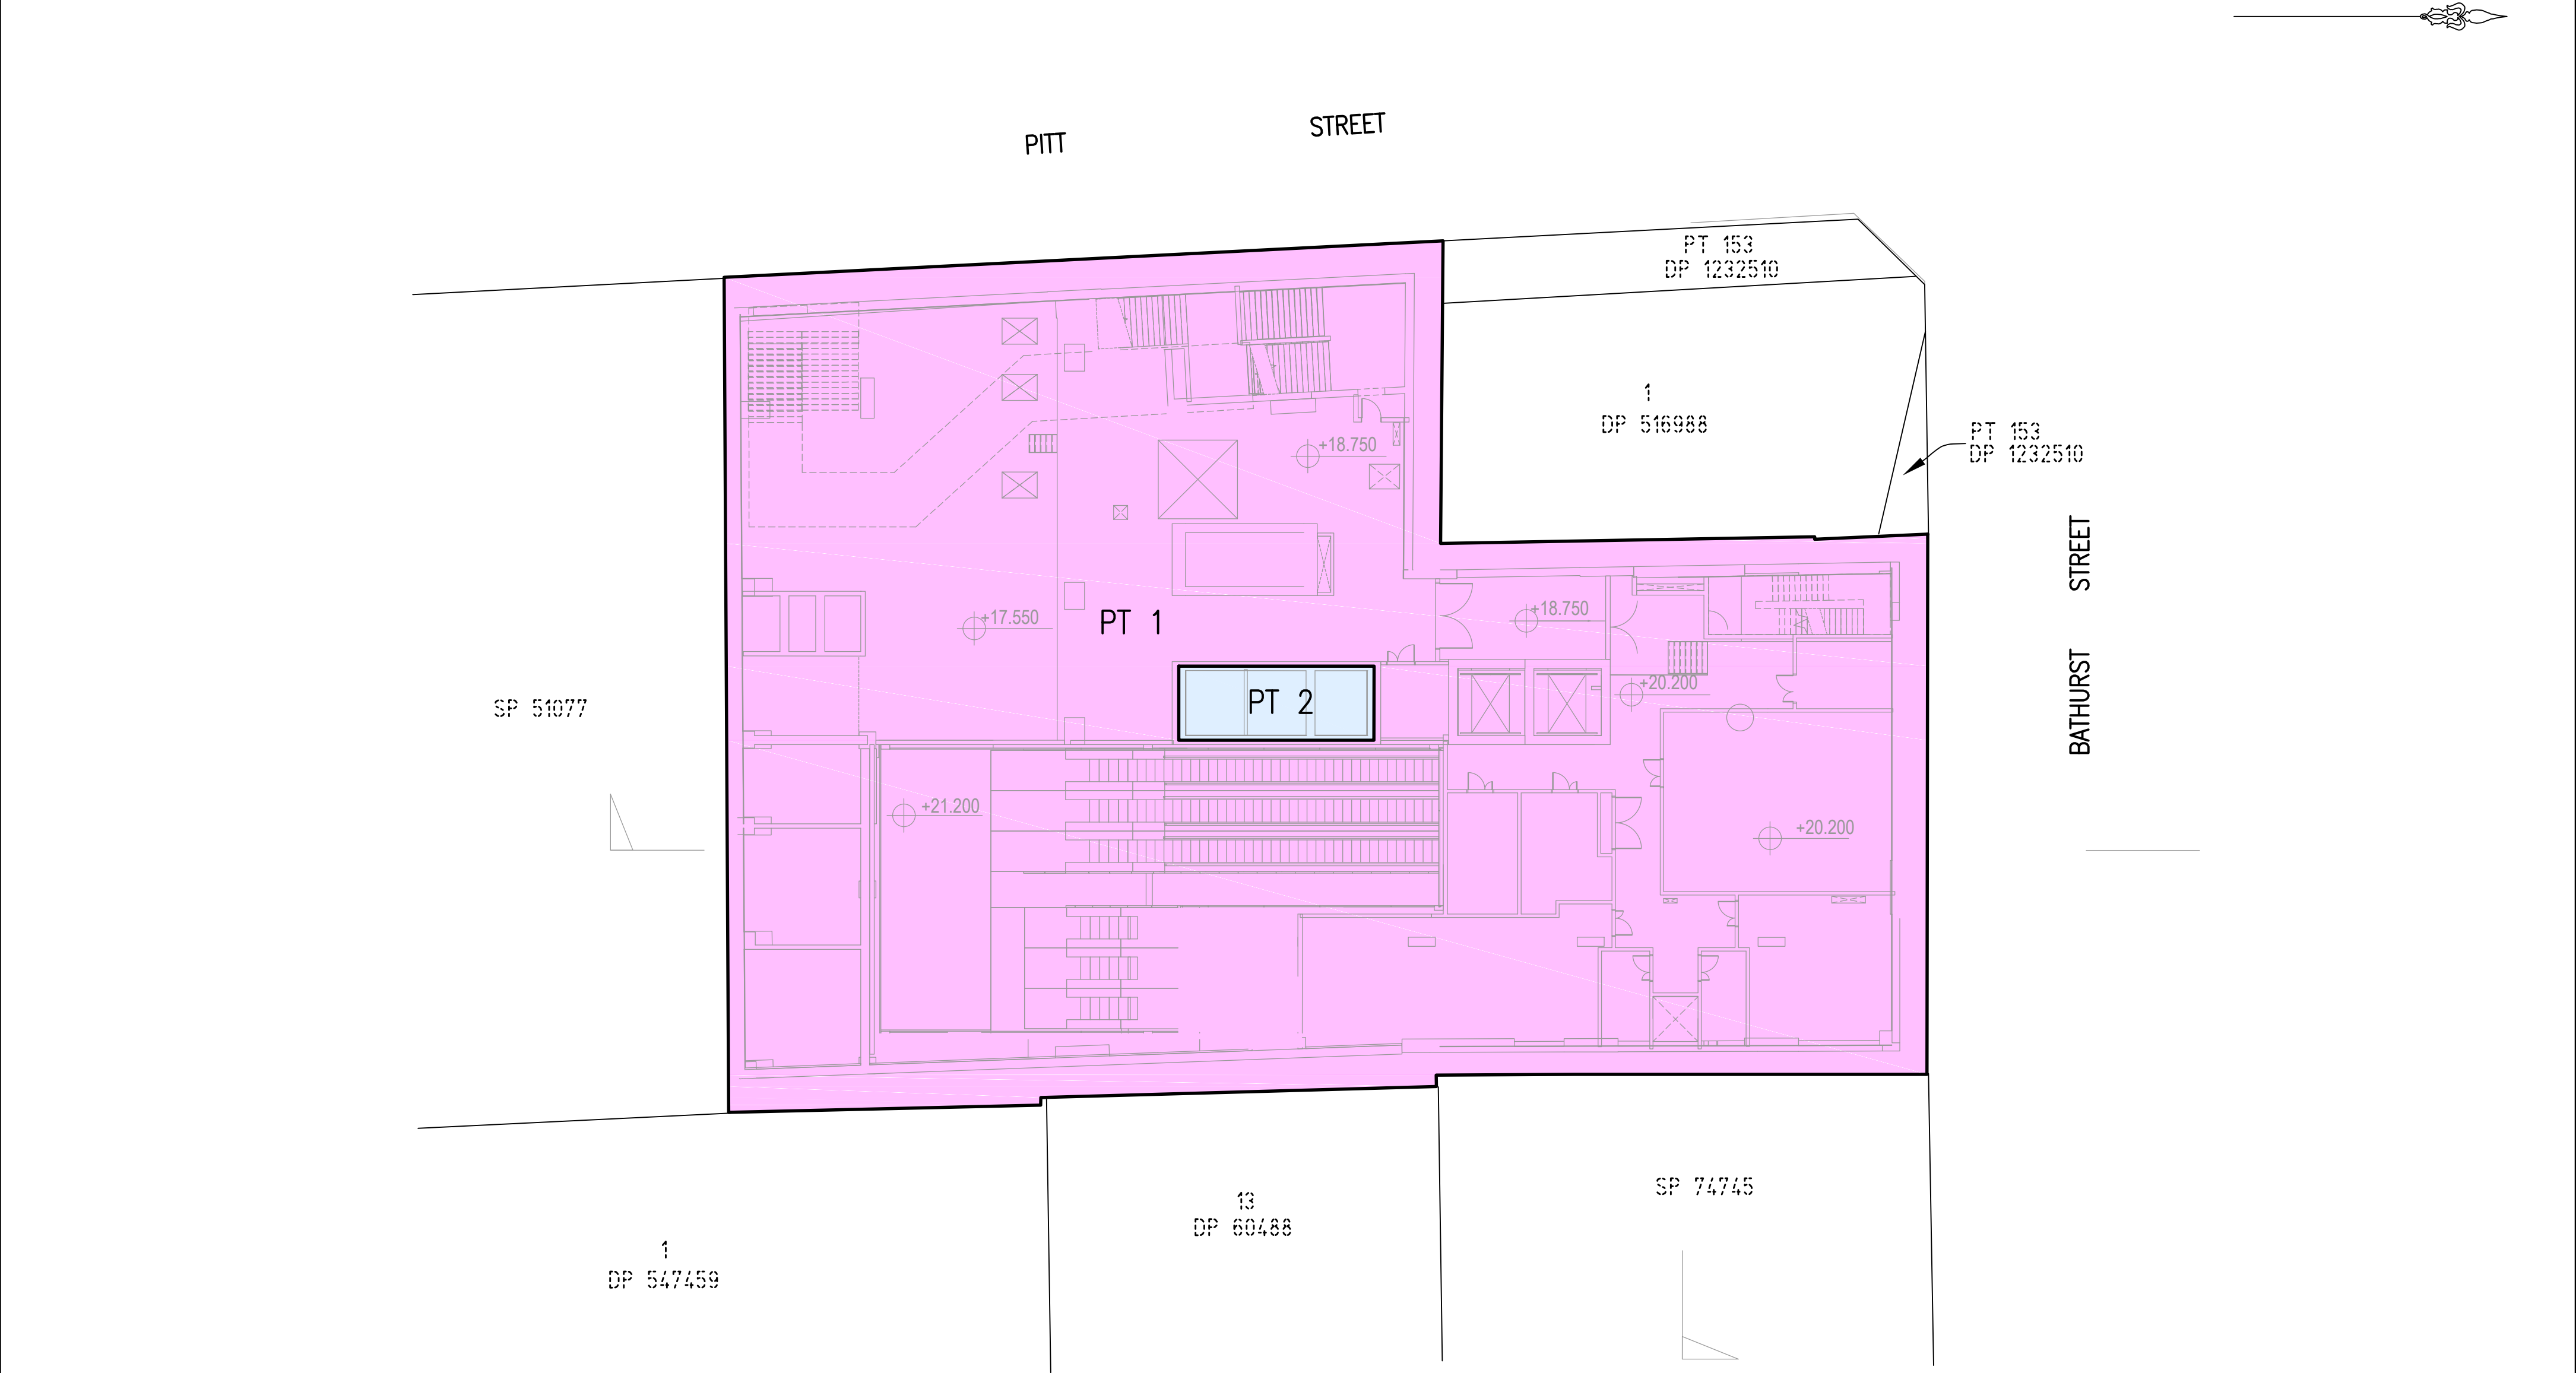 PITT STREET
PT 153
DP 1232510
1
DP 516988
PT 153
DP 1232510
+18.750
STREET
BATHURST
+17.550
PT 1
+18.750
PT 2
+20.200
SP 51077
+21.200
+20.200
SP 74745
13
DP 60488
1
DP 547459